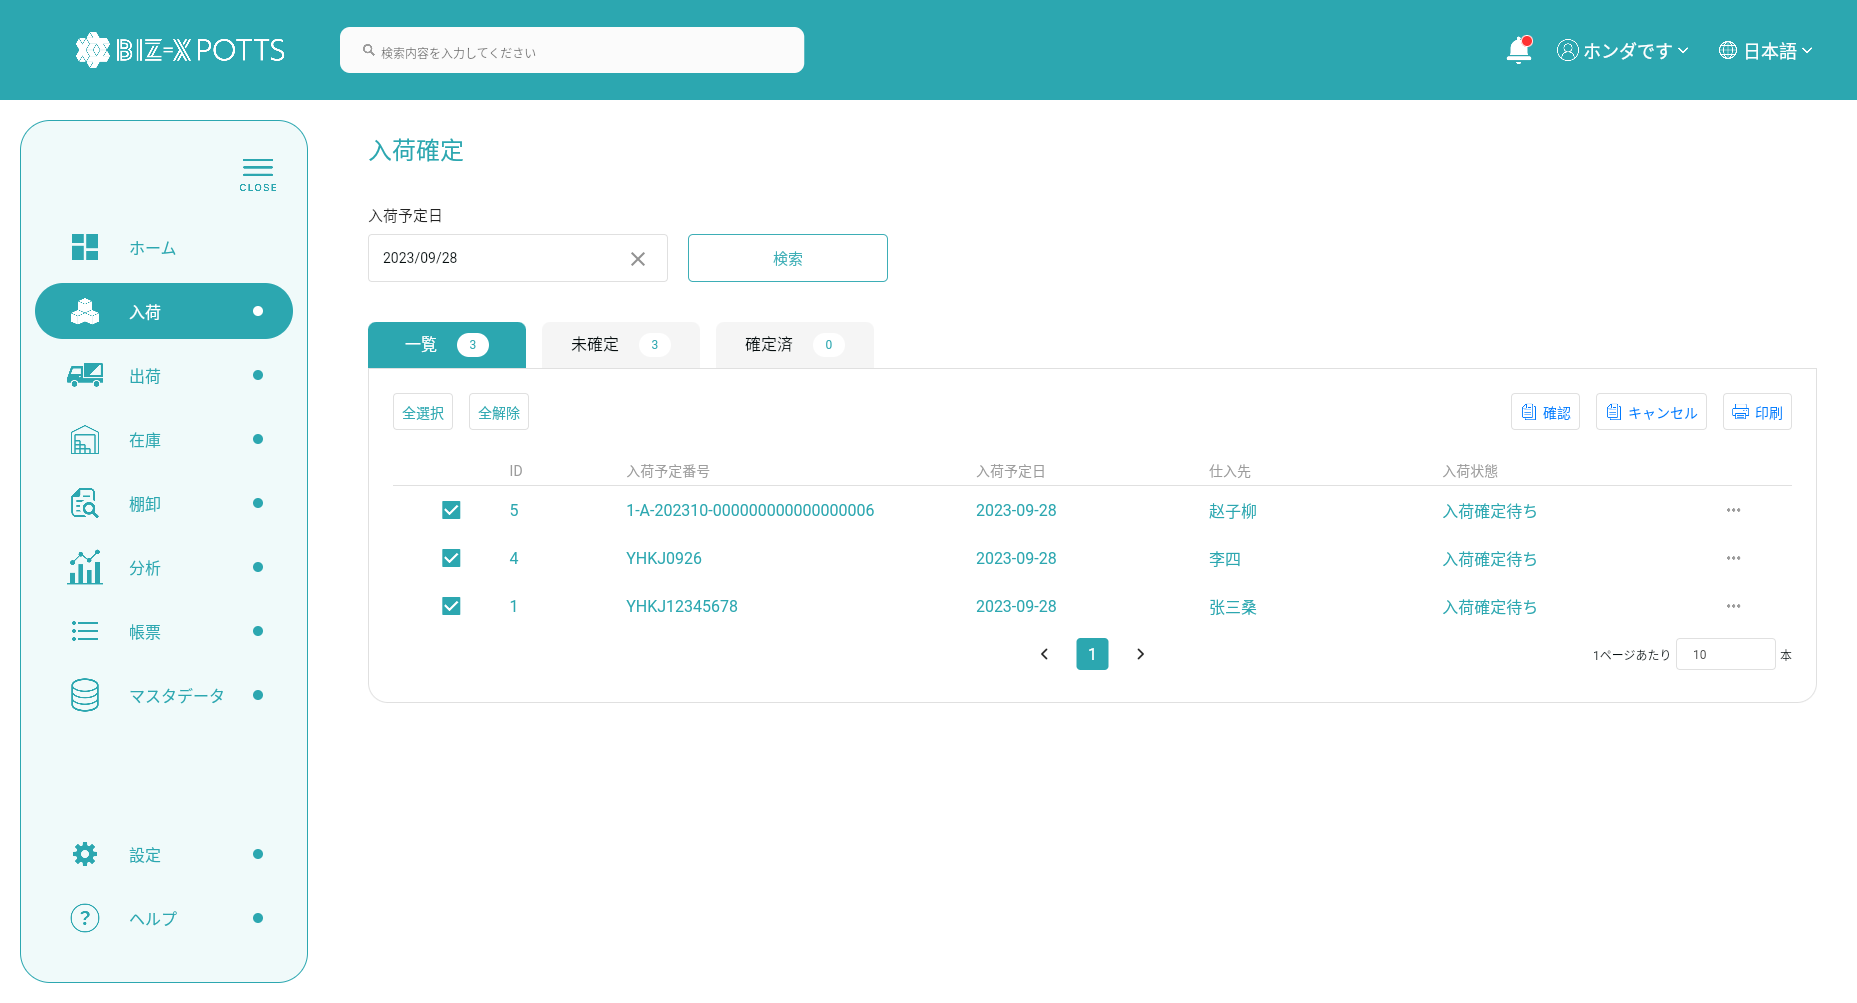 BIZ-X POTTS
検索内容を入力してください
ホンダです
日本語
CLOSE
ホーム
入荷
出荷
在庫
棚卸
分析
帳票
マスタデータ
設定
ヘルプ
入荷確定
入荷予定日
2023/09/28
検索
一覧 3
未確定 3
確定済 0
全選択 全解除
確認 キャンセル 印刷
ID 入荷予定番号 入荷予定日 仕入先 入荷状態
5 1-A-202310-000000000000000006 2023-09-28 赵子柳 入荷確定待ち
4 YHKJ0926 2023-09-28 李四 入荷確定待ち
1 YHKJ12345678 2023-09-28 张三桑 入荷確定待ち
1
1ページあたり 10 本